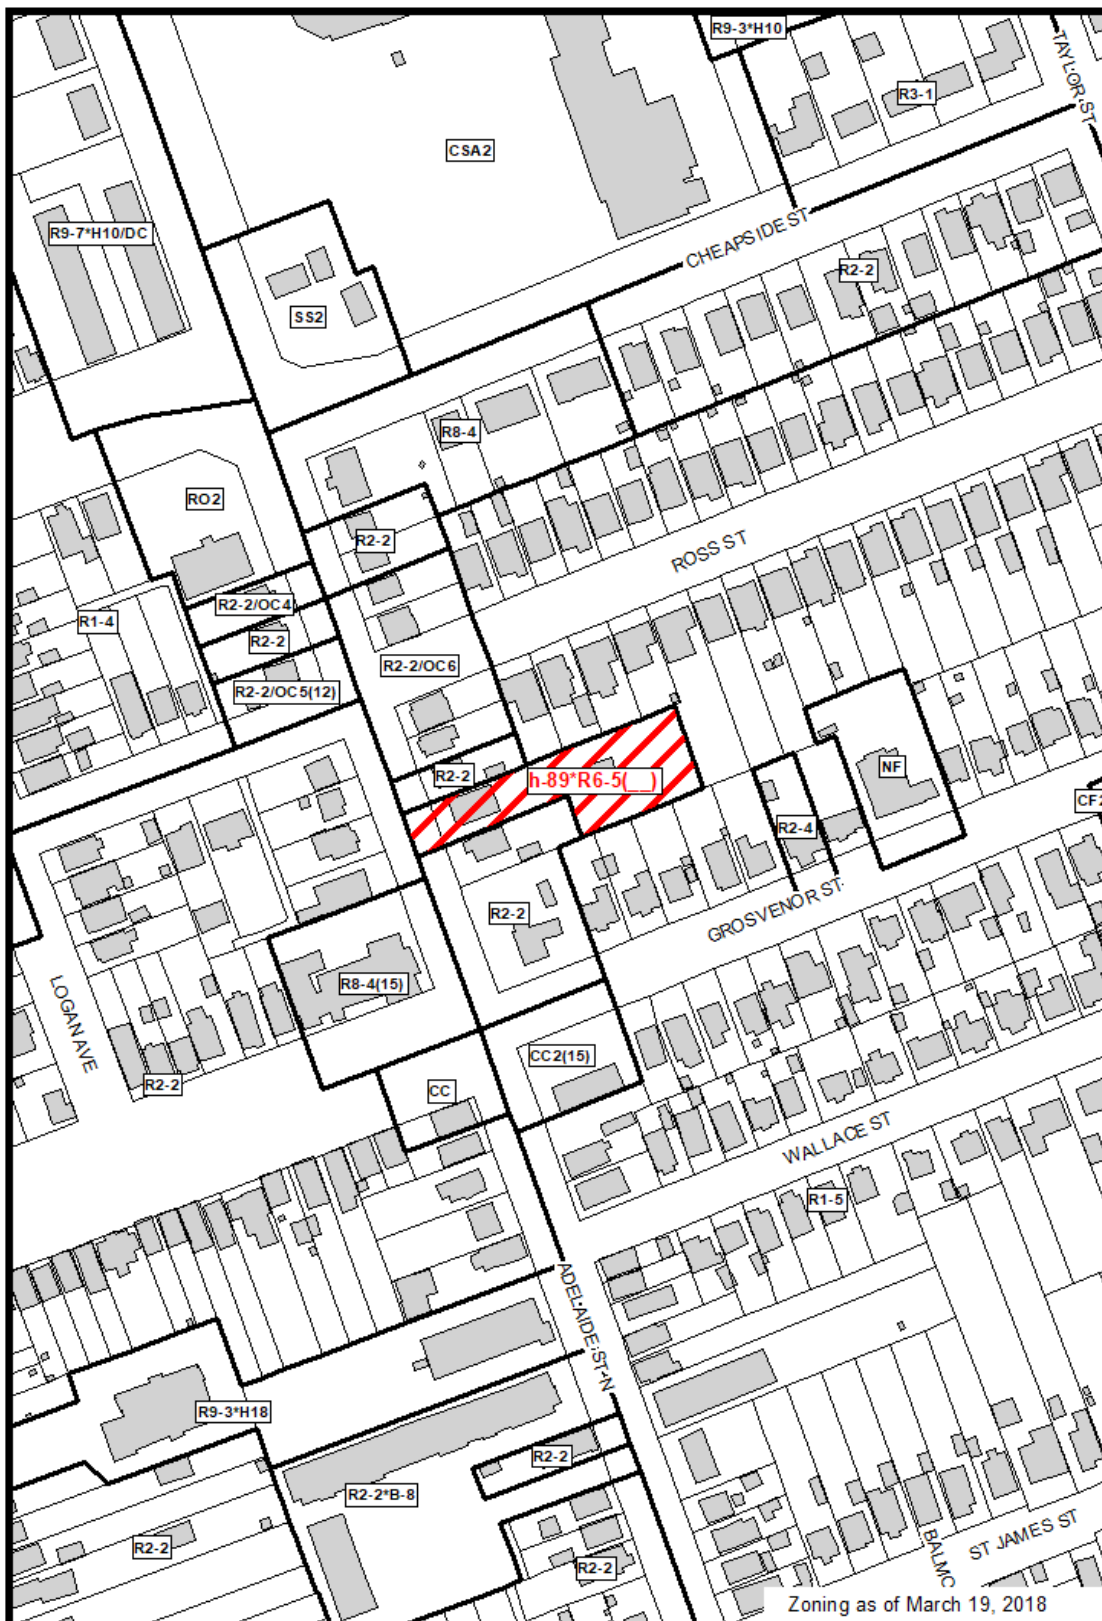 R9-3*H10
TAYLOR ST
R3-1
CSA2
R9-7*H10/DC
CHEAPSIDE ST
R2-2
SS2
R8-4
RO2
R2-2
ROSS ST
R2-2/OC4
R1-4
R2-2
R2-2/OC6
R2-2/OC5(12)
R2-2
h-89*R6-5(__)
NF
CF2
R2-4
R2-2
GROSVENOR ST
R8-4(15)
LOGAN AVE
CC2(15)
R2-2
CC
WALLACE ST
R1-5
ADELAIDE ST N
R9-3*H18
R2-2
R2-2*B-8
R2-2
ST JAMES ST
BALMO
R2-2
Zoning as of March 19, 2018